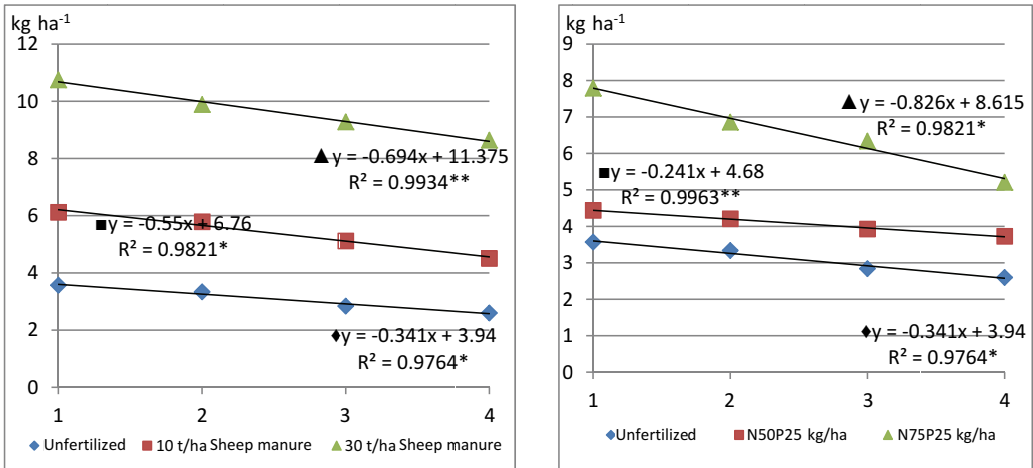 kg ha-1
12
10
8
6
4
2
0
▲y = -0.694x + 11.375
R² = 0.9934**
■y = -0.55x + 6.76
R² = 0.9821*
♦y = -0.341x + 3.94
R² = 0.9764*
1 2 3 4
Unfertilized 10 t/ha Sheep manure 30 t/ha Sheep manure
kg ha-1
9
8
7
6
5
4
3
2
1
0
▲y = -0.826x + 8.615
R² = 0.9821*
■y = -0.241x + 4.68
R² = 0.9963**
♦y = -0.341x + 3.94
R² = 0.9764*
1 2 3 4
Unfertilized N50P25 kg/ha N75P25 kg/ha